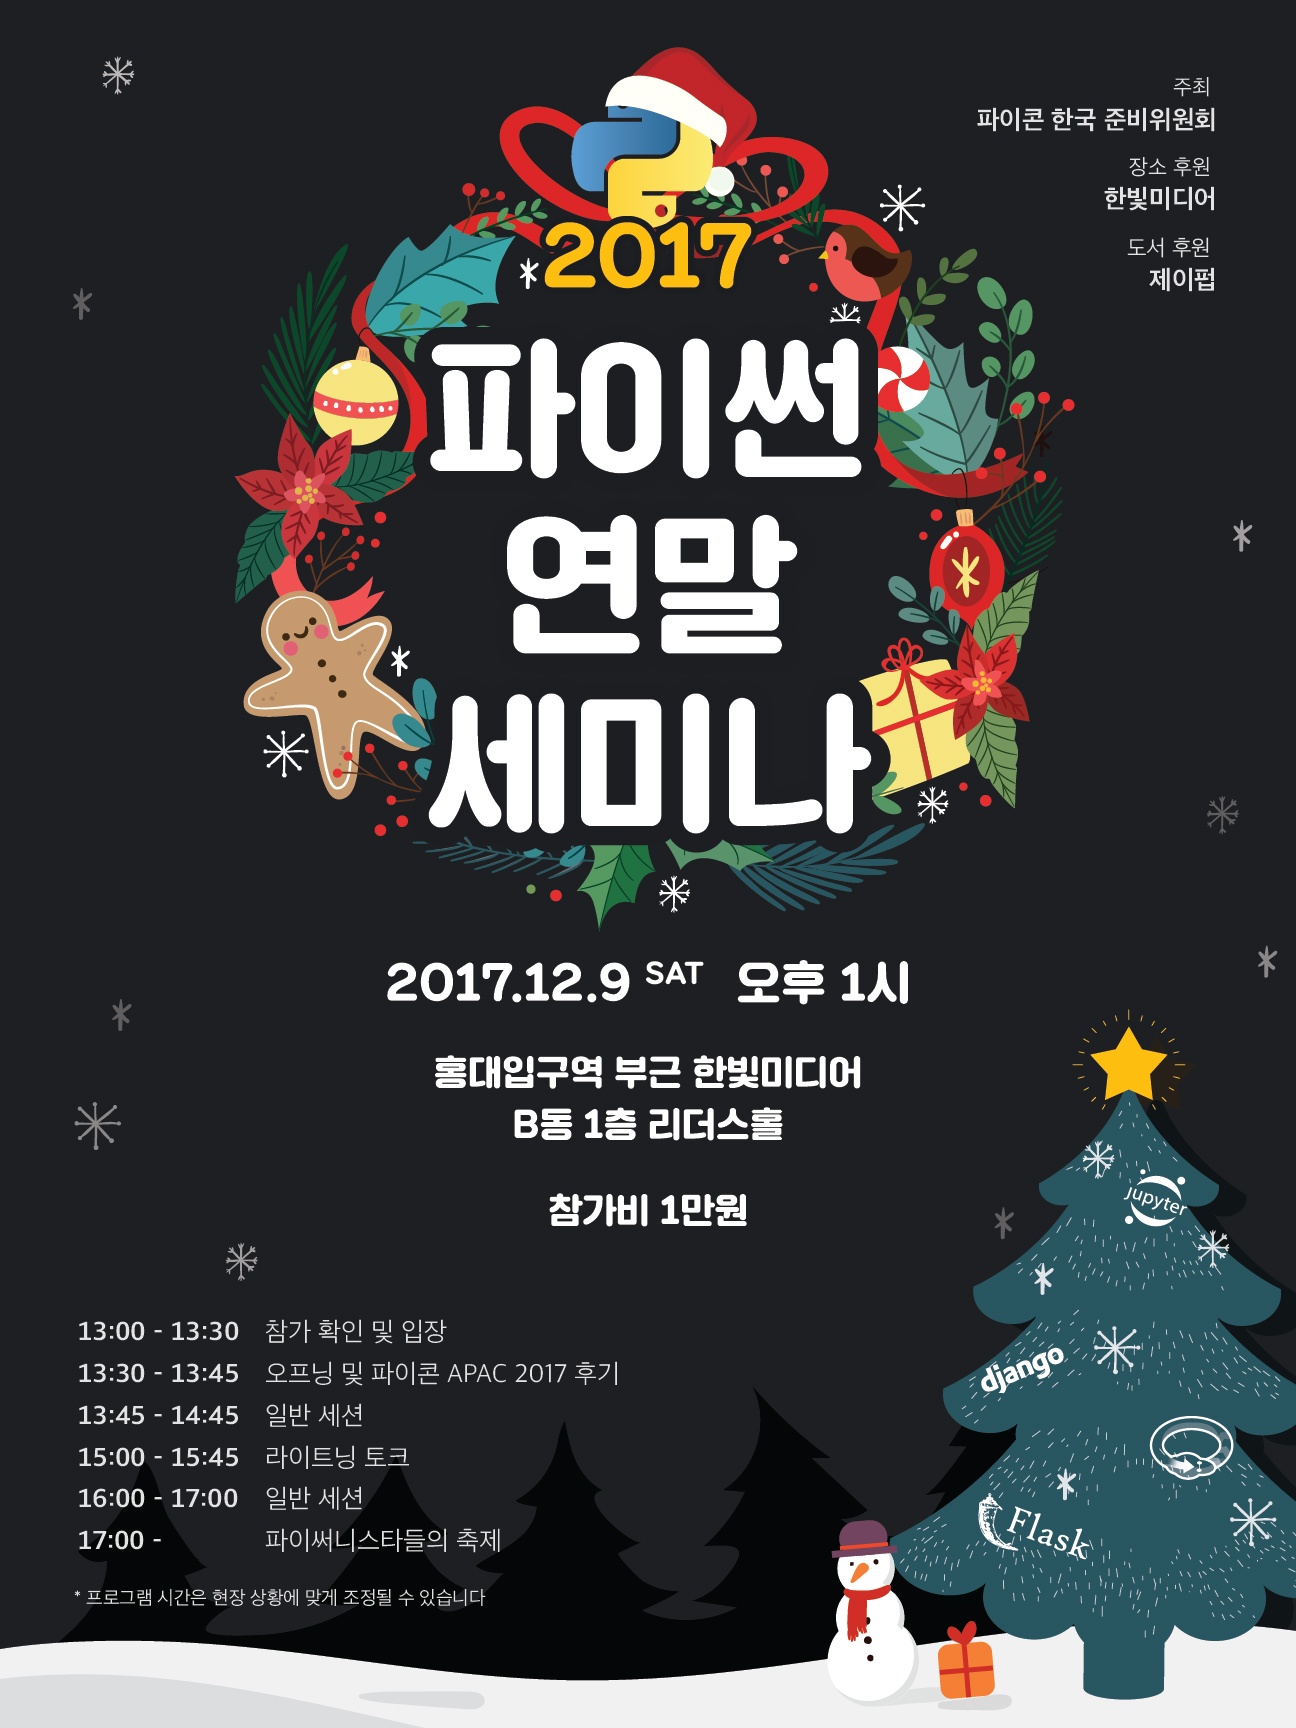 주최
파이콘 한국 준비위원회
장소 후원
한빛미디어
도서 후원
제이펍
2017
파이썬
연말
세미나
2017.12.9 SAT 오후 1시
홍대입구역 부근 한빛미디어
B동 1층 리더스홀
참가비 1만원
13:00 - 13:30 참가 확인 및 입장
13:30 - 13:45 오프닝 및 파이콘 APAC 2017 후기
13:45 - 14:45 일반 세션
15:00 - 15:45 라이트닝 토크
16:00 - 17:00 일반 세션
17:00 - 파이써니스타들의 축제
* 프로그램 시간은 현장 상황에 맞게 조정될 수 있습니다
jupyter
django
Flask